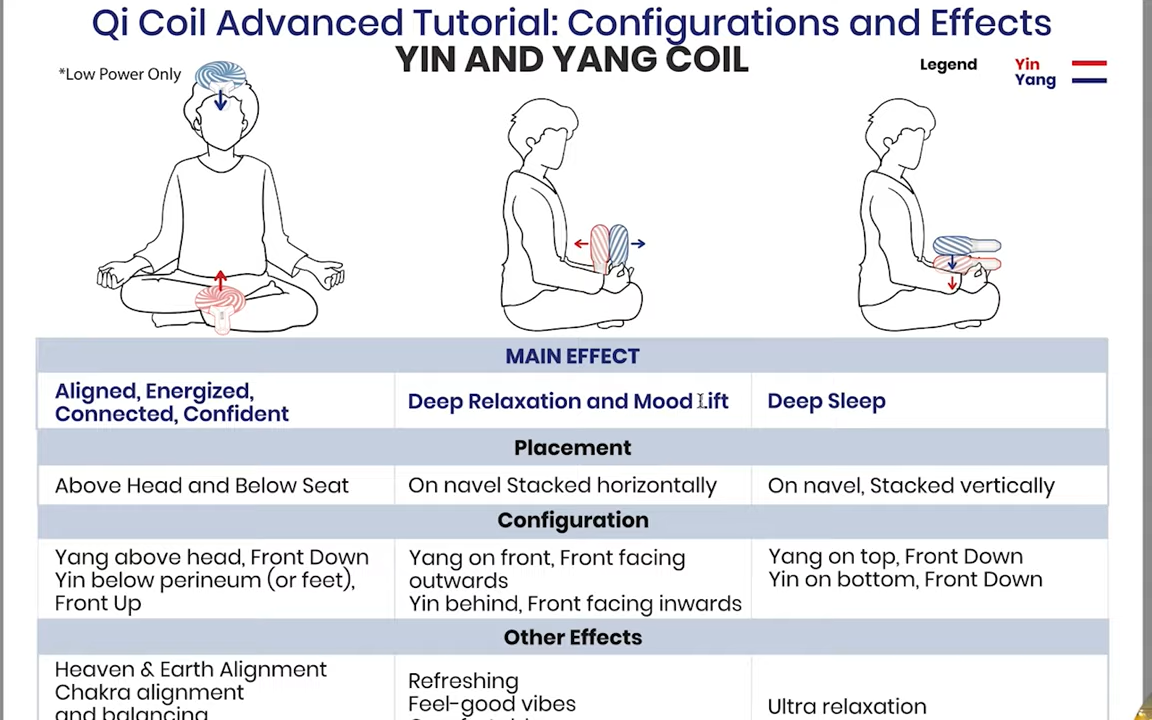 Qi Coil Advanced Tutorial: Configurations and Effects
YIN AND YANG COIL
*Low Power Only
Legend
Yin
Yang
MAIN EFFECT
Aligned, Energized,
Connected, Confident
Deep Relaxation and Mood Lift
Deep Sleep
Placement
Above Head and Below Seat
On navel Stacked horizontally
On navel, Stacked vertically
Configuration
Yang above head, Front Down
Yin below perineum (or feet),
Front Up
Yang on front, Front facing
outwards
Yin behind, Front facing inwards
Yang on top, Front Down
Yin on bottom, Front Down
Other Effects
Heaven & Earth Alignment
Chakra alignment
and balancing
Refreshing
Feel-good vibes
Ultra relaxation